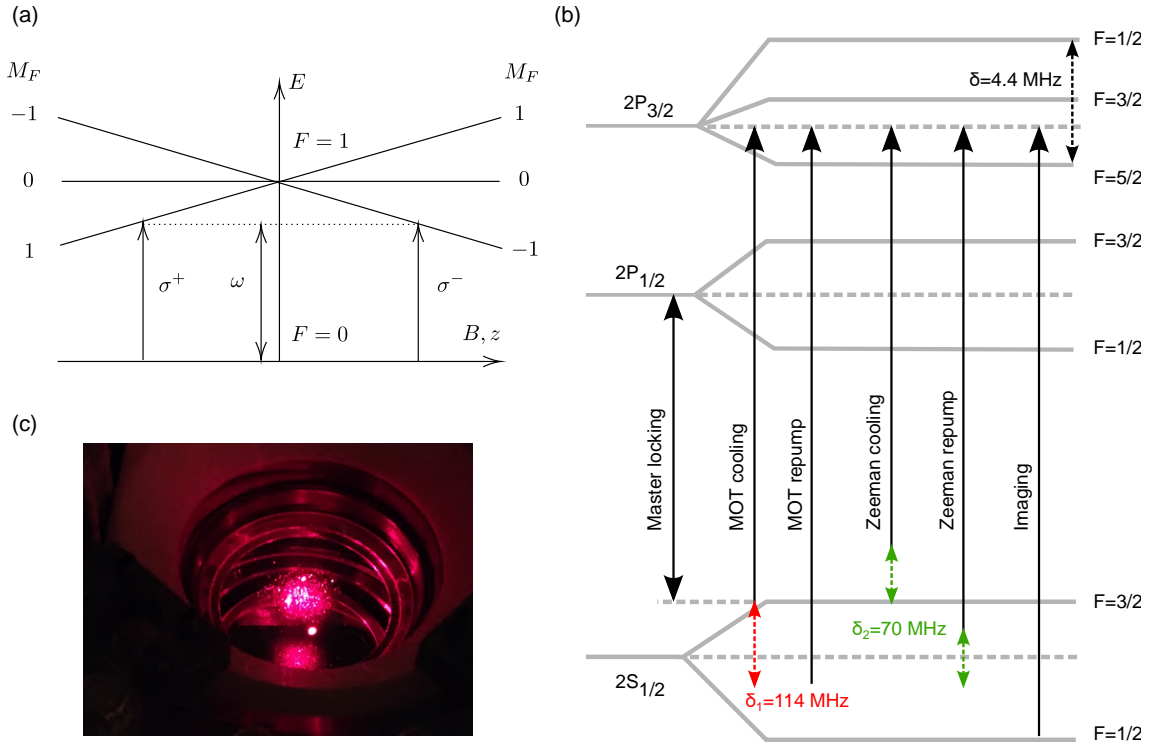 (a)
M_F
E
M_F
−1
1
F = 1
0
0
1
−1
σ⁺
ω
σ⁻
F = 0
B, z
(b)
F=1/2
δ=4.4 MHz
2P3/2
F=3/2
F=5/2
2P1/2
F=3/2
F=1/2
Master locking
MOT cooling
MOT repump
Zeeman cooling
Zeeman repump
Imaging
F=3/2
δ2=70 MHz
2S1/2
δ1=114 MHz
F=1/2
(c)